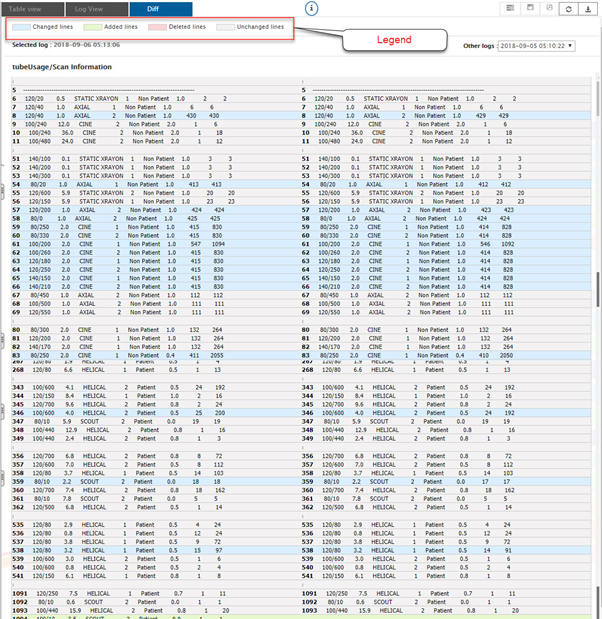 Table view Log View Diff i
Changed lines Added lines Deleted lines Unchanged lines
Legend
Selected log : 2018-09-06 05:13:06 Other logs : 2018-09-05 05:10:22
tubeUsage/Scan Information
5 ------------------------------------------------------------ 5 ------------------------------------------------------------
6 120/20 0.5 STATIC XRAYON 1 Non Patient 1.0 2 2 6 120/20 0.5 STATIC XRAYON 1 Non Patient 1.0 2 2
7 120/40 1.0 AXIAL 1 Non Patient 1.0 6 6 7 120/40 1.0 AXIAL 1 Non Patient 1.0 6 6
8 120/40 1.0 AXIAL 2 Non Patient 1.0 430 430 8 120/40 1.0 AXIAL 2 Non Patient 1.0 429 429
9 100/240 12.0 CINE 2 Non Patient 2.0 1 6 9 100/240 12.0 CINE 2 Non Patient 2.0 1 6
10 100/240 36.0 CINE 2 Non Patient 2.0 1 18 10 100/240 36.0 CINE 2 Non Patient 2.0 1 18
11 100/480 24.0 CINE 2 Non Patient 2.0 1 12 11 100/480 24.0 CINE 2 Non Patient 2.0 1 12
51 140/100 0.1 STATIC XRAYON 1 Non Patient 1.0 3 3 51 140/100 0.1 STATIC XRAYON 1 Non Patient 1.0 3 3
52 140/200 0.1 STATIC XRAYON 1 Non Patient 1.0 3 3 52 140/200 0.1 STATIC XRAYON 1 Non Patient 1.0 3 3
53 140/300 0.1 STATIC XRAYON 1 Non Patient 1.0 3 3 53 140/300 0.1 STATIC XRAYON 1 Non Patient 1.0 3 3
54 80/20 1.0 AXIAL 1 Non Patient 1.0 413 413 54 80/20 1.0 AXIAL 1 Non Patient 1.0 412 412
55 120/600 5.9 STATIC XRAYON 2 Non Patient 1.0 20 20 55 120/600 5.9 STATIC XRAYON 2 Non Patient 1.0 20 20
56 120/150 5.9 STATIC XRAYON 1 Non Patient 1.0 23 23 56 120/150 5.9 STATIC XRAYON 1 Non Patient 1.0 23 23
57 120/200 1.0 AXIAL 2 Non Patient 1.0 424 424 57 120/200 1.0 AXIAL 2 Non Patient 1.0 423 423
58 80/0 1.0 AXIAL 2 Non Patient 1.0 425 425 58 80/0 1.0 AXIAL 2 Non Patient 1.0 424 424
59 80/250 2.0 CINE 1 Non Patient 1.0 415 830 59 80/250 2.0 CINE 1 Non Patient 1.0 414 828
60 80/330 2.0 CINE 2 Non Patient 1.0 415 830 60 80/330 2.0 CINE 2 Non Patient 1.0 414 828
61 100/200 2.0 CINE 1 Non Patient 1.0 547 1094 61 100/200 2.0 CINE 1 Non Patient 1.0 546 1092
62 100/260 2.0 CINE 2 Non Patient 1.0 415 830 62 100/260 2.0 CINE 2 Non Patient 1.0 414 828
63 120/180 2.0 CINE 1 Non Patient 1.0 415 830 63 120/180 2.0 CINE 1 Non Patient 1.0 414 828
64 120/250 2.0 CINE 2 Non Patient 1.0 415 830 64 120/250 2.0 CINE 2 Non Patient 1.0 414 828
65 140/150 2.0 CINE 1 Non Patient 1.0 415 830 65 140/150 2.0 CINE 1 Non Patient 1.0 414 828
66 140/210 2.0 CINE 2 Non Patient 1.0 415 830 66 140/210 2.0 CINE 2 Non Patient 1.0 414 828
67 80/450 1.0 AXIAL 2 Non Patient 1.0 112 112 67 80/450 1.0 AXIAL 2 Non Patient 1.0 112 112
68 100/500 1.0 AXIAL 2 Non Patient 1.0 111 111 68 100/500 1.0 AXIAL 2 Non Patient 1.0 111 111
69 120/550 1.0 AXIAL 2 Non Patient 1.0 111 111 69 120/550 1.0 AXIAL 2 Non Patient 1.0 111 111
80 80/300 2.0 CINE 1 Non Patient 1.0 132 264 80 80/300 2.0 CINE 1 Non Patient 1.0 132 264
81 120/200 2.0 CINE 1 Non Patient 1.0 132 264 81 120/200 2.0 CINE 1 Non Patient 1.0 132 264
82 140/170 2.0 CINE 1 Non Patient 1.0 132 264 82 140/170 2.0 CINE 1 Non Patient 1.0 132 264
83 80/250 2.0 CINE 1 Non Patient 0.4 411 2055 83 80/250 2.0 CINE 1 Non Patient 0.4 410 2050
267 120/80 1.9 HELICAL 1 Patient 0.5 1 4 267 120/80 1.9 HELICAL 1 Patient 0.5 1 4
268 120/80 6.6 HELICAL 1 Patient 0.5 1 13 268 120/80 6.6 HELICAL 1 Patient 0.5 1 13
343 100/600 4.1 HELICAL 2 Patient 0.5 24 192 343 100/600 4.1 HELICAL 2 Patient 0.5 24 192
344 120/150 8.4 HELICAL 1 Patient 1.0 2 16 344 120/150 8.4 HELICAL 1 Patient 1.0 2 16
345 120/700 9.6 HELICAL 2 Patient 0.8 2 24 345 120/700 9.6 HELICAL 2 Patient 0.8 2 24
346 100/600 4.0 HELICAL 2 Patient 0.5 25 200 346 100/600 4.0 HELICAL 2 Patient 0.5 24 192
347 80/10 5.9 SCOUT 2 Patient 0.0 19 19 347 80/10 5.9 SCOUT 2 Patient 0.0 19 19
348 100/440 12.9 HELICAL 2 Patient 0.8 1 16 348 100/440 12.9 HELICAL 2 Patient 0.8 1 16
349 100/440 2.4 HELICAL 2 Patient 0.8 1 3 349 100/440 2.4 HELICAL 2 Patient 0.8 1 3
356 120/700 6.8 HELICAL 2 Patient 0.8 8 72 356 120/700 6.8 HELICAL 2 Patient 0.8 8 72
357 120/600 7.0 HELICAL 2 Patient 0.5 8 112 357 120/600 7.0 HELICAL 2 Patient 0.5 8 112
358 120/80 3.7 HELICAL 1 Patient 0.5 14 103 358 120/80 3.7 HELICAL 1 Patient 0.5 14 103
359 80/10 2.2 SCOUT 2 Patient 0.0 18 18 359 80/10 2.2 SCOUT 2 Patient 0.0 17 17
360 120/700 7.4 HELICAL 2 Patient 0.8 18 162 360 120/700 7.4 HELICAL 2 Patient 0.8 18 162
361 80/10 7.8 SCOUT 2 Patient 0.0 5 5 361 80/10 7.8 SCOUT 2 Patient 0.0 5 5
362 120/500 6.8 HELICAL 2 Patient 0.5 1 14 362 120/500 6.8 HELICAL 2 Patient 0.5 1 14
535 120/80 2.9 HELICAL 1 Patient 0.5 4 24 535 120/80 2.9 HELICAL 1 Patient 0.5 4 24
536 120/80 0.8 HELICAL 1 Patient 0.5 12 24 536 120/80 0.8 HELICAL 1 Patient 0.5 12 24
537 120/80 3.8 HELICAL 1 Patient 0.5 9 72 537 120/80 3.8 HELICAL 1 Patient 0.5 9 72
538 120/80 3.2 HELICAL 1 Patient 0.5 15 97 538 120/80 3.2 HELICAL 1 Patient 0.5 14 91
539 100/600 3.0 HELICAL 2 Patient 0.5 1 6 539 100/600 3.0 HELICAL 2 Patient 0.5 1 6
540 100/600 0.8 HELICAL 2 Patient 0.5 2 4 540 100/600 0.8 HELICAL 2 Patient 0.5 2 4
541 120/150 6.1 HELICAL 1 Patient 0.8 1 8 541 120/150 6.1 HELICAL 1 Patient 0.8 1 8
1091 120/250 7.5 HELICAL 1 Patient 0.7 1 11 1091 120/250 7.5 HELICAL 1 Patient 0.7 1 11
1092 80/10 0.6 SCOUT 2 Patient 0.0 1 1 1092 80/10 0.6 SCOUT 2 Patient 0.0 1 1
1093 100/440 15.9 HELICAL 2 Patient 0.8 1 20 1093 100/440 15.9 HELICAL 2 Patient 0.8 1 20